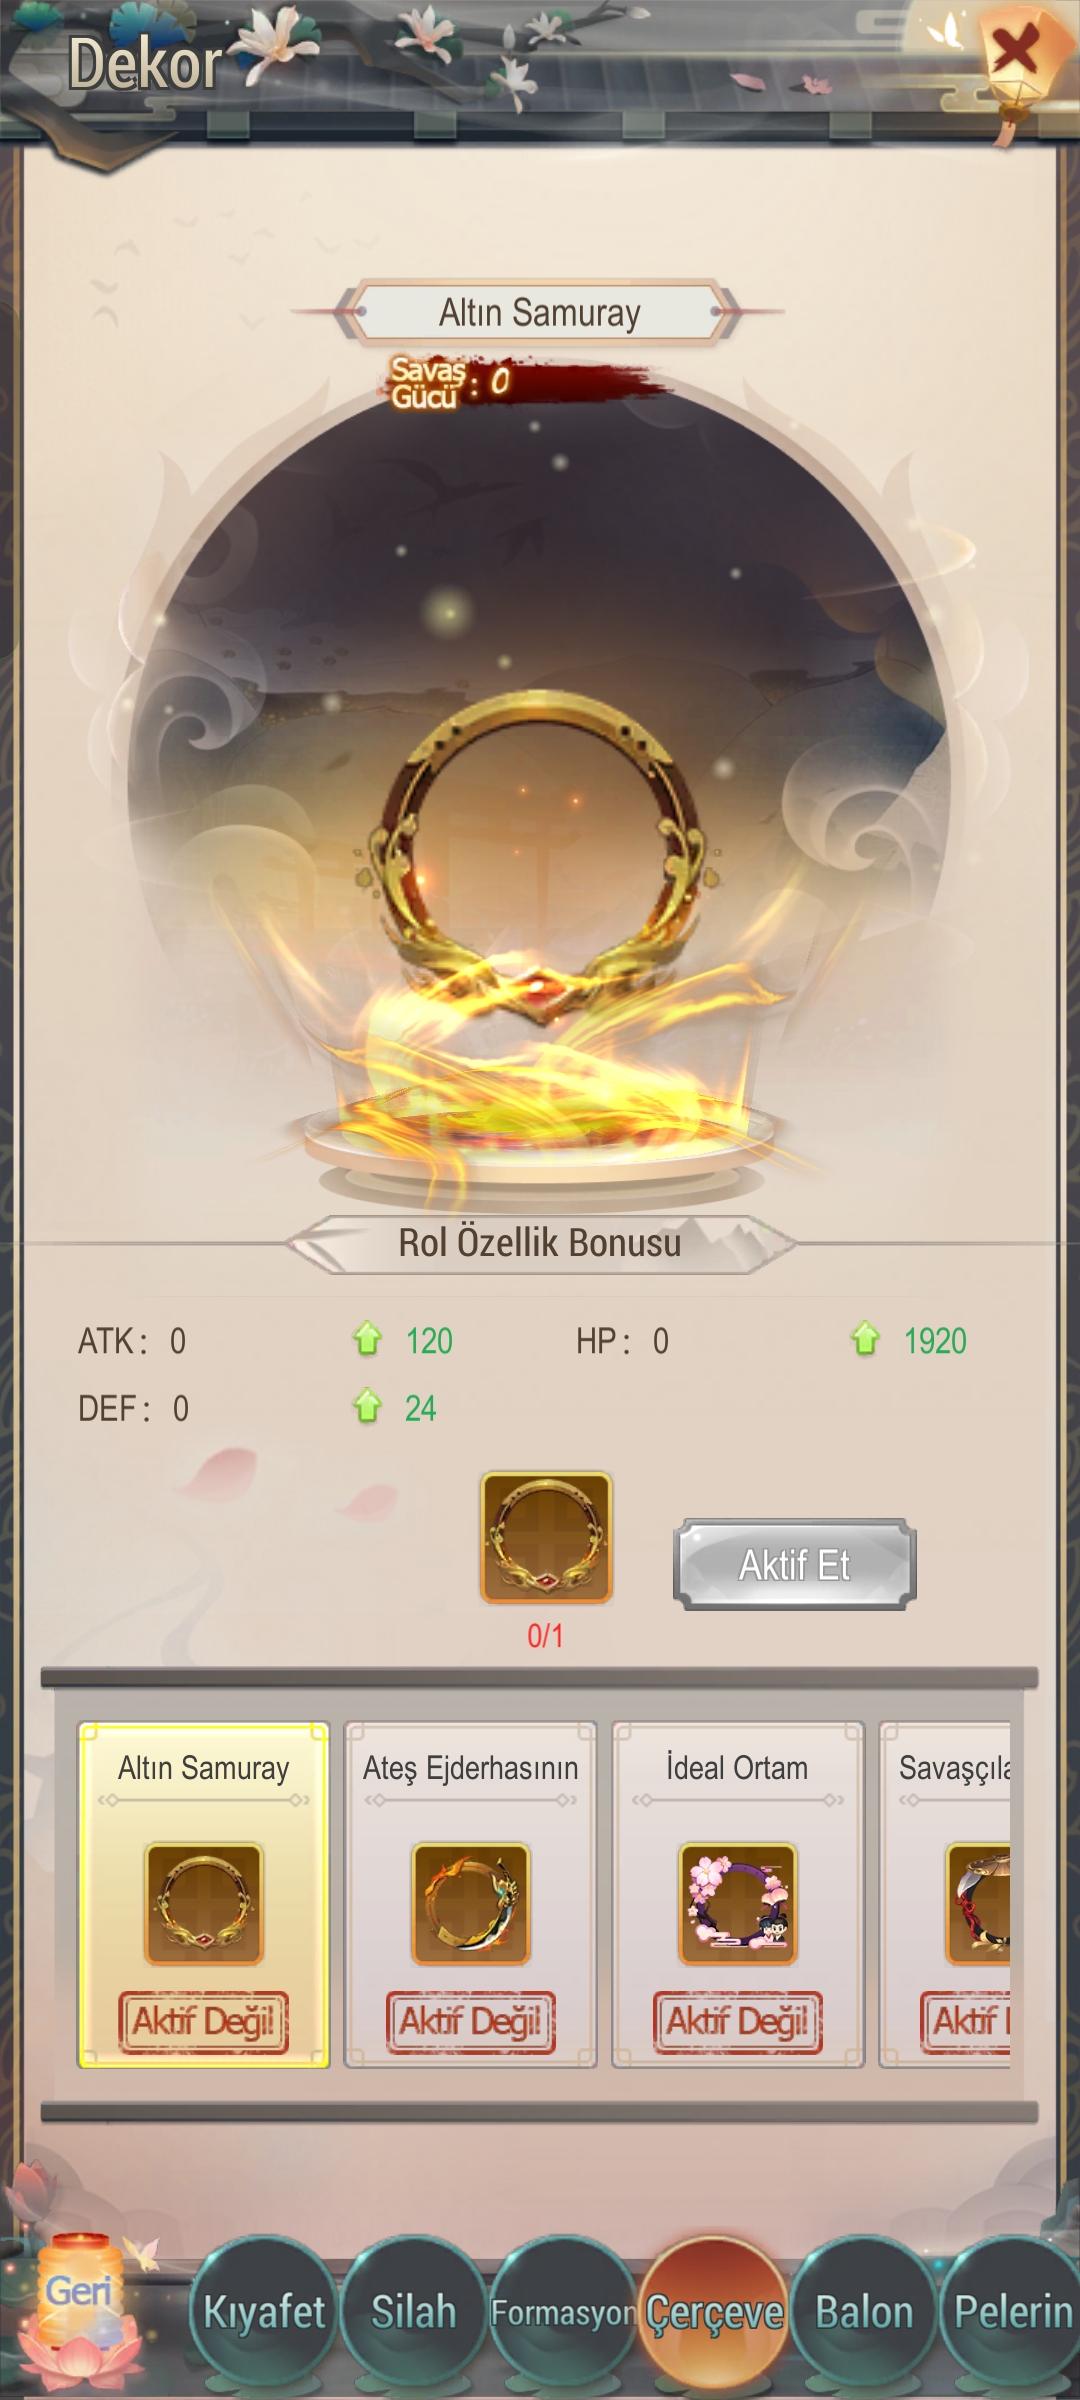 Dekor
Altın Samuray
Savaş Gücü : 0
Rol Özellik Bonusu
ATK: 0 120 HP: 0 1920
DEF: 0 24
Aktif Et
0/1
Altın Samuray Ateş Ejderhasının İdeal Ortam Savaşçıla
Aktif Değil Aktif Değil Aktif Değil Aktif
Geri Kıyafet Silah Formasyon Çerçeve Balon Pelerin